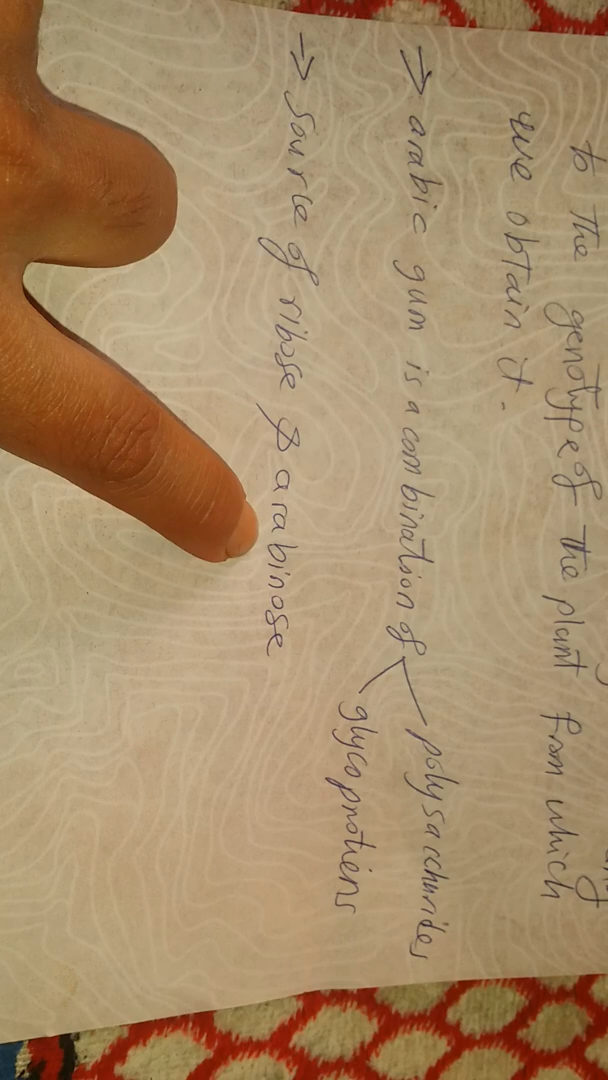 to the genotype of the plant from which
we obtain it.
→ arabic gum is a combination of polysaccharides
glycoprotiens
→ Source of ribose & arabinose